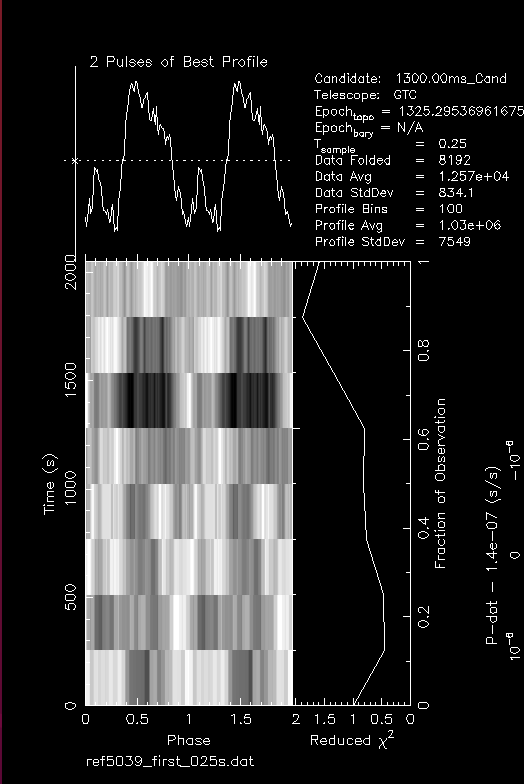 2 Pulses of Best Profile
Candidate: 1300.00ms_Cand
Telescope: GTC
Epoch_topo = 1325.29536961675
Epoch_bary = N/A
T_sample = 0.25
Data Folded = 8192
Data Avg = 1.257e+04
Data StdDev = 834.1
Profile Bins = 100
Profile Avg = 1.03e+06
Profile StdDev = 7549
2000
1500
1000
500
0
Time (s)
0 0.5 1 1.5 2
Phase
2 1.5 1 0.5 0
Reduced χ²
1
0.8
0.6
0.4
0.2
0
Fraction of Observation
−10⁻⁶
0
10⁻⁶
P-dot − 1.4e-07 (s/s)
ref5039_first_025s.dat